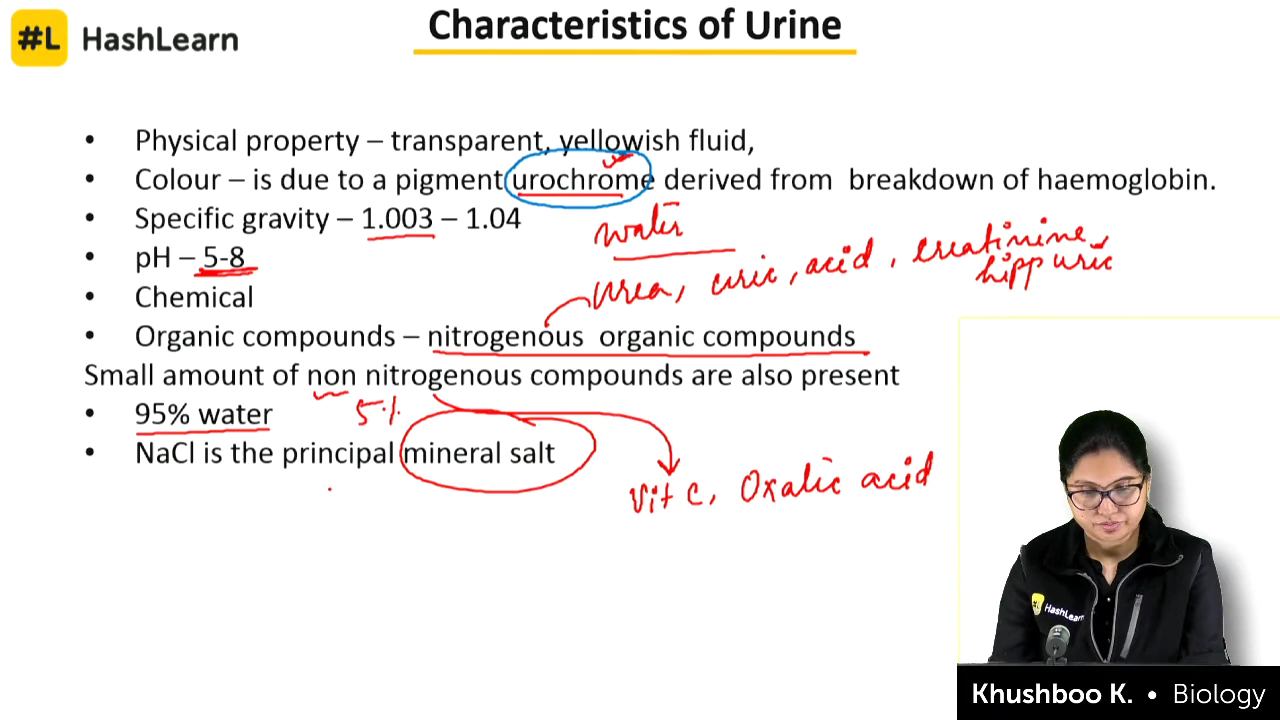 #L HashLearn
Characteristics of Urine
• Physical property – transparent, yellowish fluid,
• Colour – is due to a pigment urochrome derived from breakdown of haemoglobin.
• Specific gravity – 1.003 – 1.04
water
• pH – 5-8
urea, uric, acid, creatinine,
hippuric
• Chemical
• Organic compounds – nitrogenous organic compounds
Small amount of non nitrogenous compounds are also present
• 95% water 5%
• NaCl is the principal mineral salt
Vit C, Oxalic acid
#L HashLearn
Khushboo K. • Biology